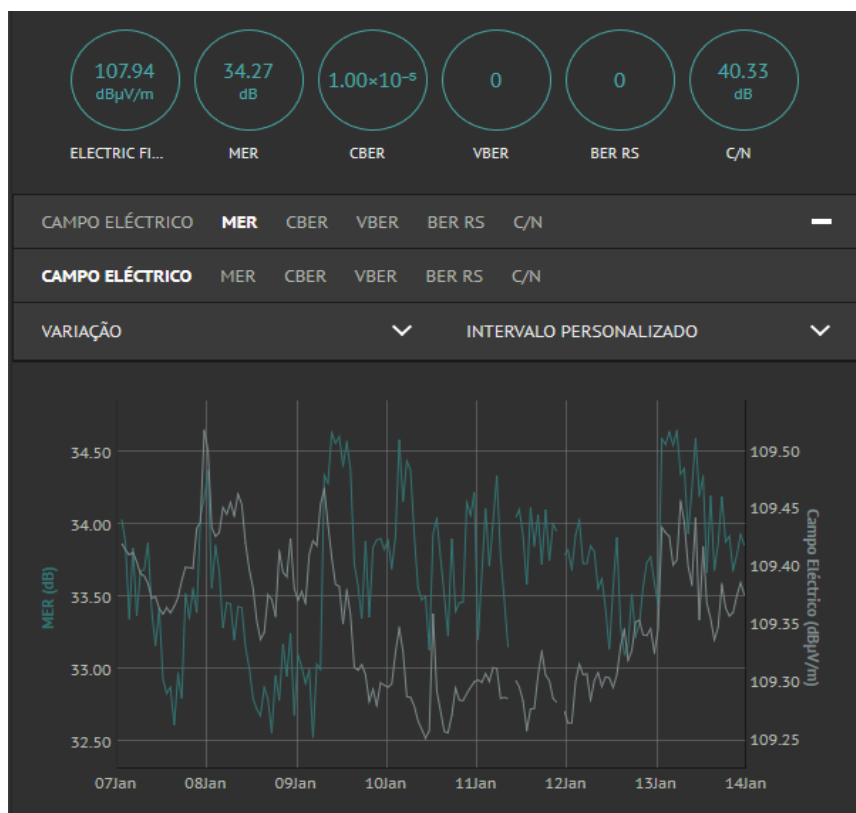 107.94 34.27 1.00×10⁻⁵ 0 0 40.33
dBµV/m dB dB
ELECTRIC FI... MER CBER VBER BER RS C/N
CAMPO ELÉCTRICO MER CBER VBER BER RS C/N
CAMPO ELÉCTRICO MER CBER VBER BER RS C/N
VARIAÇÃO INTERVALO PERSONALIZADO
34.50 109.50
109.45
34.00
109.40
33.50
109.35
33.00
109.30
32.50 109.25
MER (dB)
Campo Eléctrico (dBµV/m)
07Jan 08Jan 09Jan 10Jan 11Jan 12Jan 13Jan 14Jan